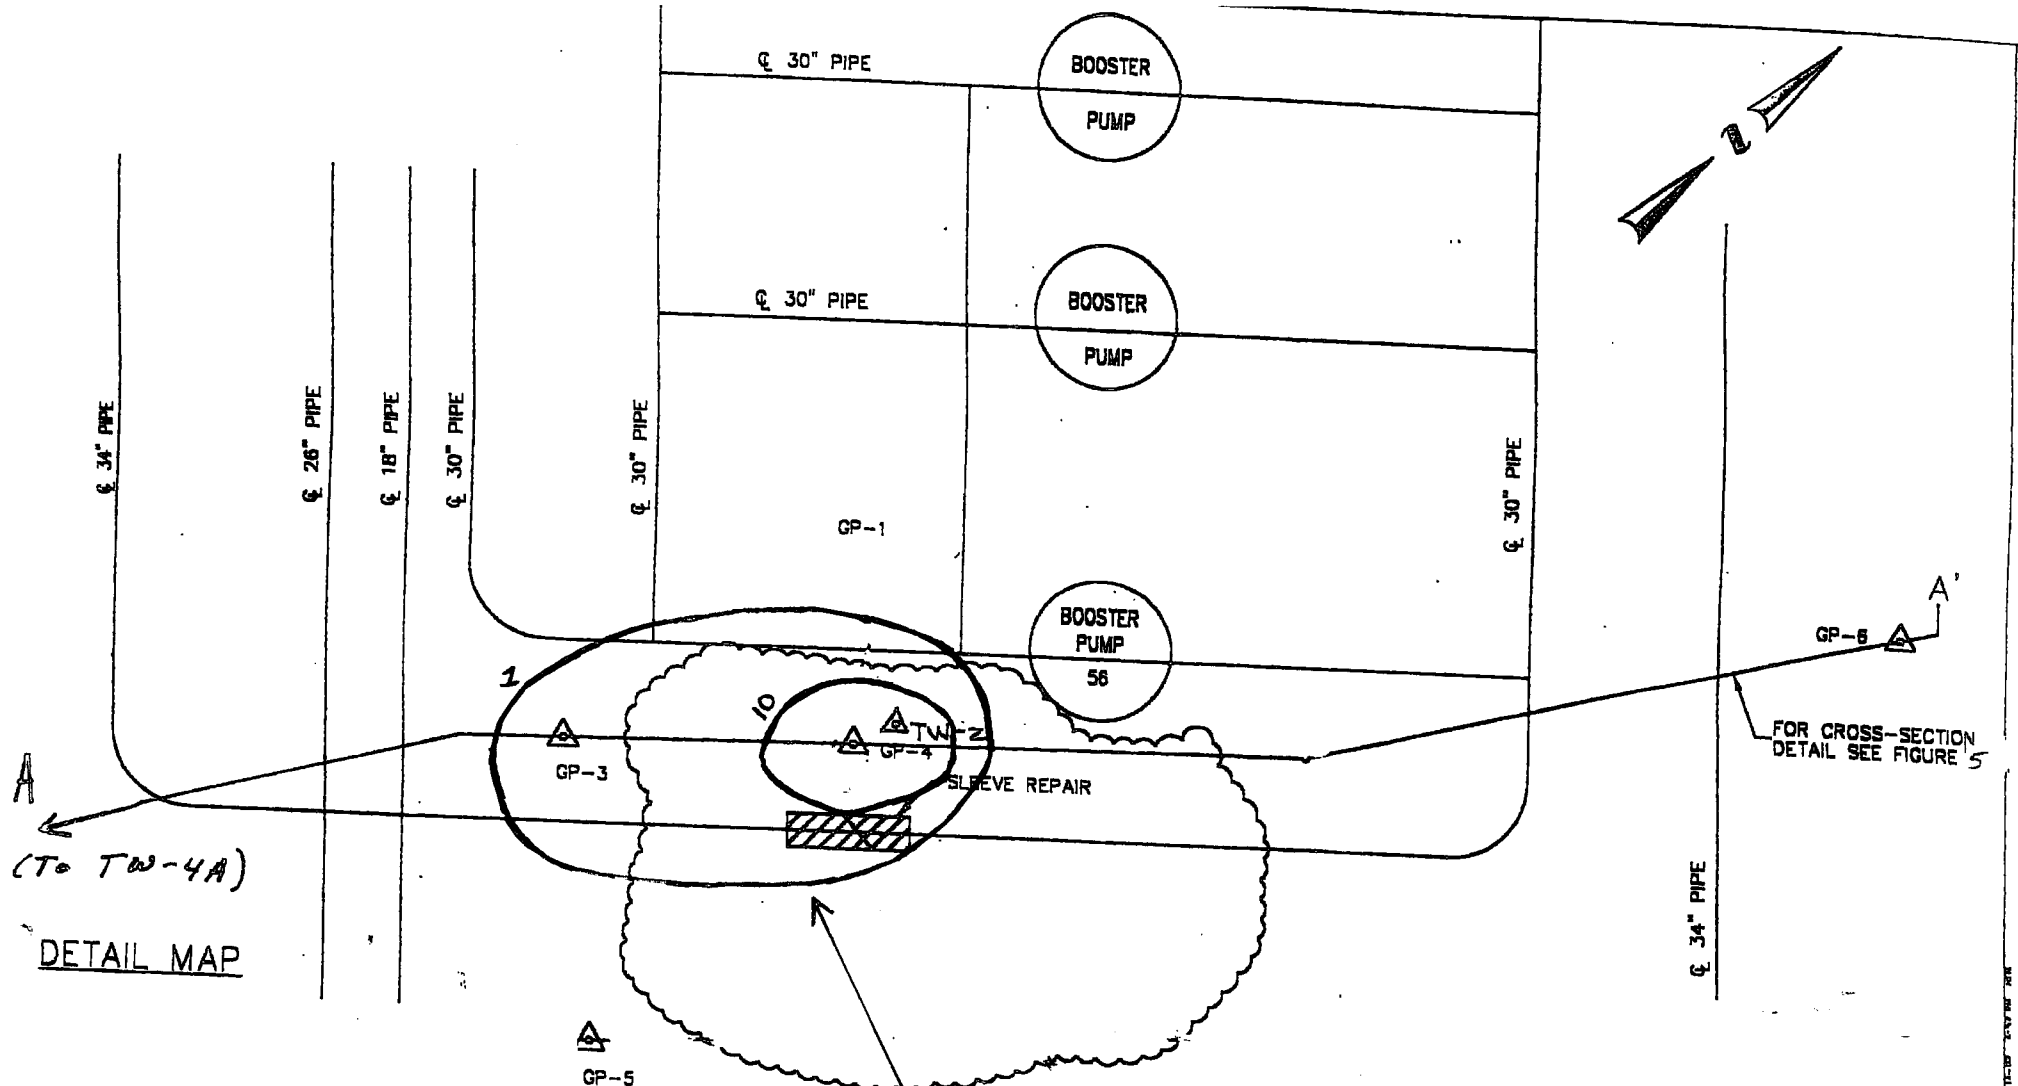 ℄ 30" PIPE
BOOSTER
PUMP
N
℄ 30" PIPE
BOOSTER
PUMP
℄ 34" PIPE
℄ 26" PIPE
℄ 18" PIPE
℄ 30" PIPE
℄ 30" PIPE
℄ 30" PIPE
GP-1
A'
BOOSTER
PUMP
56
GP-6
1
10
TW-2
GP-4
GP-3
FOR CROSS-SECTION
DETAIL SEE FIGURE 5
A
SLEEVE REPAIR
(To TW-4A)
℄ 34" PIPE
DETAIL MAP
GP-5